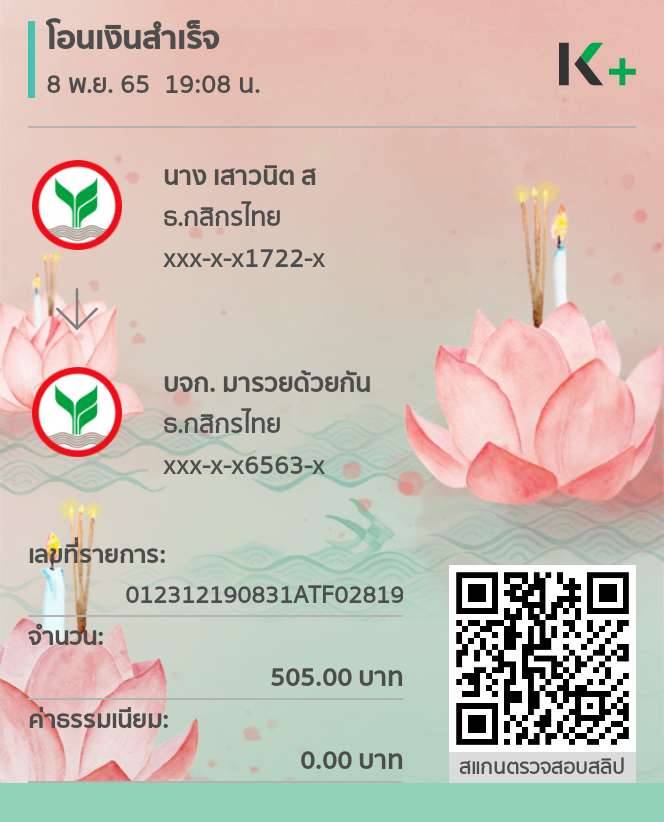 โอนเงินสำเร็จ
8 พ.ย. 65  19:08 น.
K+
นาง เสาวนิต ส
ธ.กสิกรไทย
xxx-x-x1722-x
บจก. มารวยด้วยกัน
ธ.กสิกรไทย
xxx-x-x6563-x
เลขที่รายการ:
012312190831ATF02819
จำนวน:
505.00 บาท
ค่าธรรมเนียม:
0.00 บาท
สแกนตรวจสอบสลิป